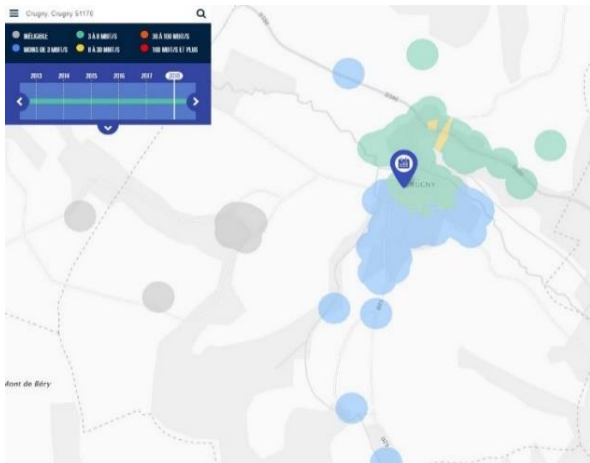 Crugny, Crugny 51170
INÉLIGIBLE
3 À 8 MBIT/S
30 À 100 MBIT/S
MOINS DE 3 MBIT/S
8 À 30 MBIT/S
100 MBIT/S ET PLUS
2013 2014 2015 2016 2017 2018
Mont de Béry